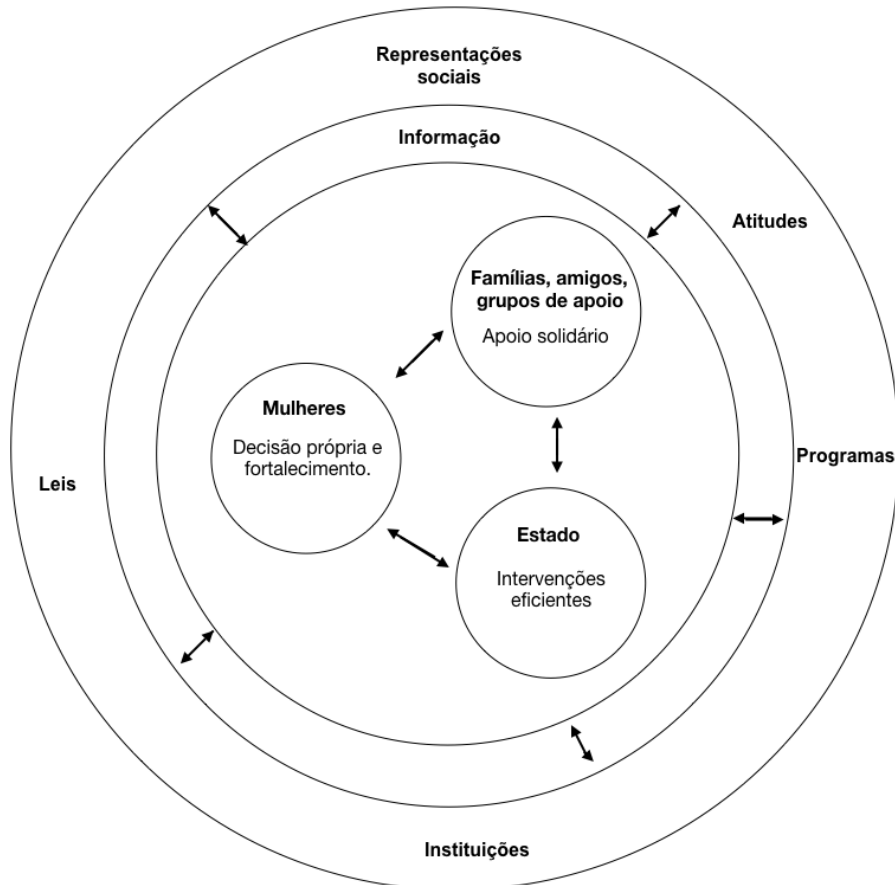 Representações
sociais
Informação
Atitudes
Famílias, amigos,
grupos de apoio
Apoio solidário
Mulheres
Decisão própria e
fortalecimento.
Leis
Programas
Estado
Intervenções
eficientes
Instituições